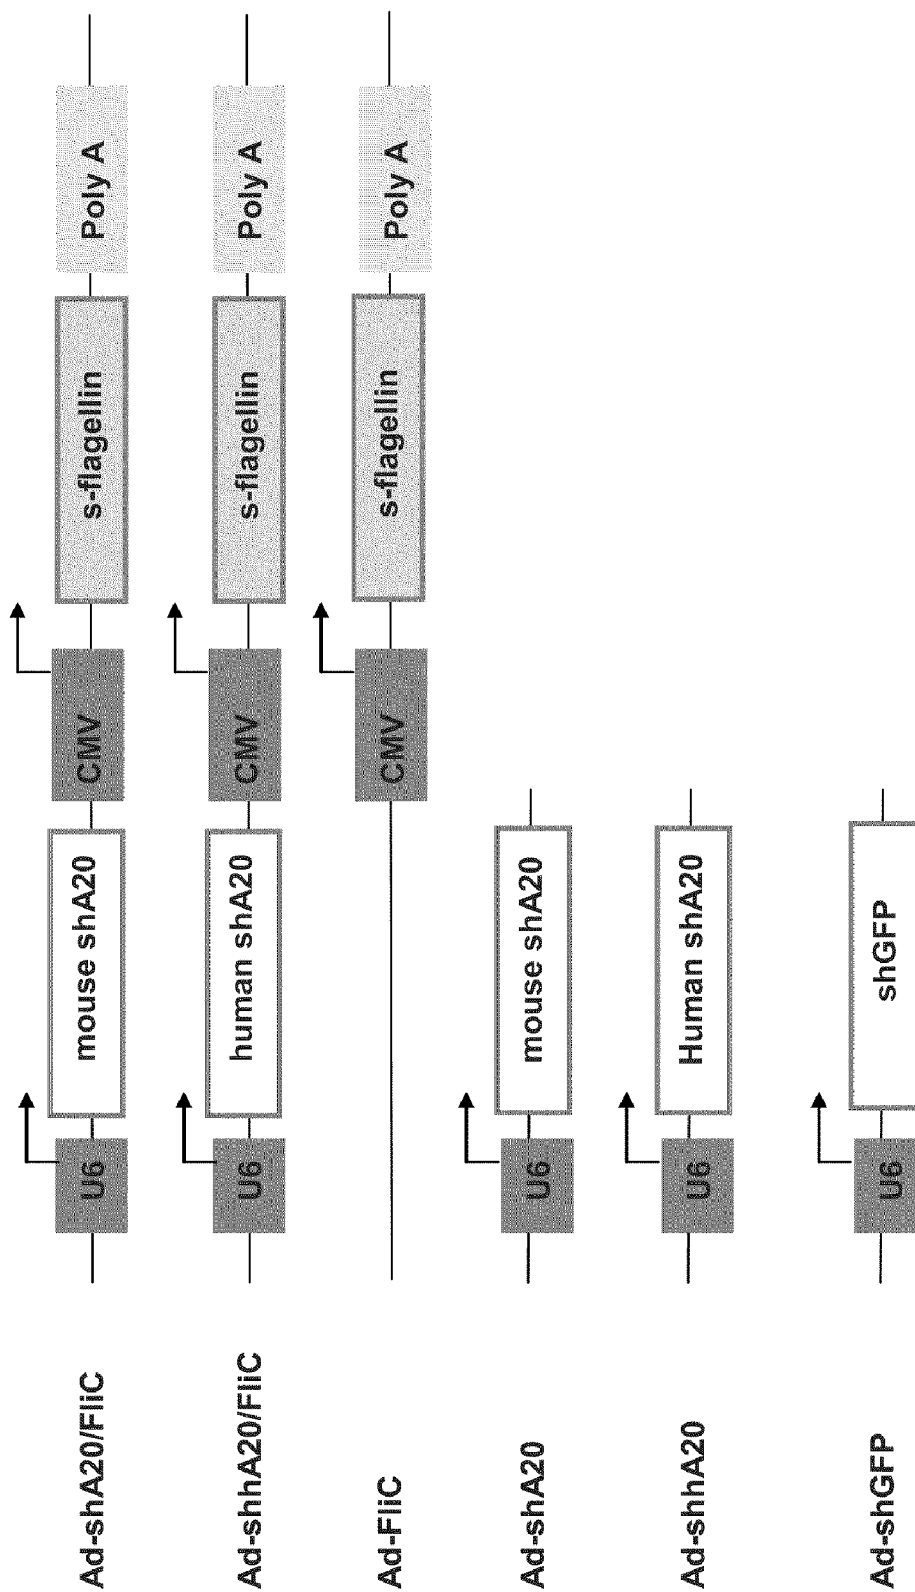 Ad-shA20/FliC U6 mouse shA20 CMV s-flagellin Poly A
Ad-shhA20/FliC U6 human shA20 CMV s-flagellin Poly A
Ad-FliC CMV s-flagellin Poly A
Ad-shA20 U6 mouse shA20
Ad-shhA20 U6 Human shA20
Ad-shGFP U6 shGFP